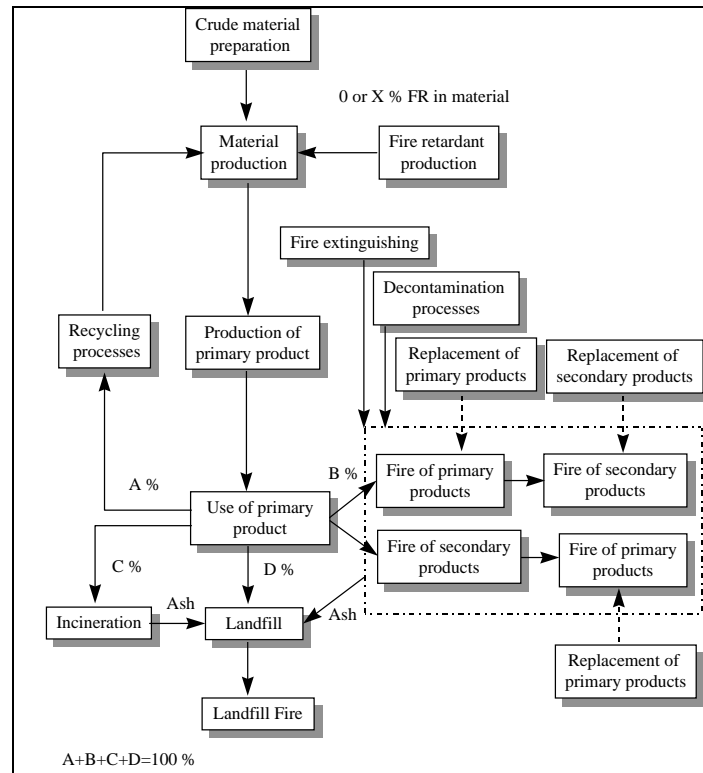 Crude material
preparation
0 or X % FR in material
Material
production
Fire retardant
production
Fire extinguishing
Decontamination
processes
Recycling
processes
Production of
primary product
Replacement of
primary products
Replacement of
secondary products
A %
B %
Fire of primary
products
Fire of secondary
products
Use of primary
product
Fire of secondary
products
Fire of primary
products
C %
D %
Ash
Ash
Incineration
Landfill
Replacement of
primary products
Landfill Fire
A+B+C+D=100 %